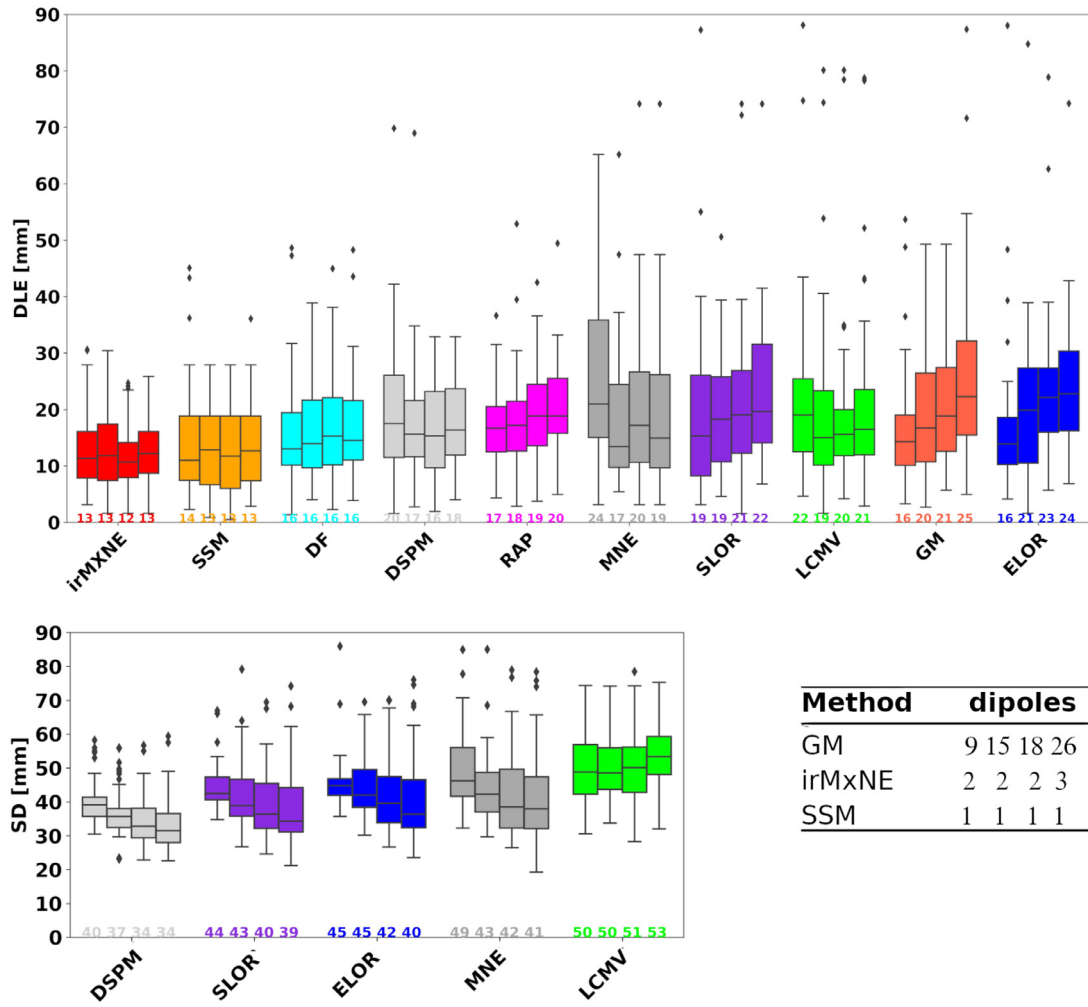 90
80
70
60
50
40
30
20
10
0
DLE [mm]
13 13 12 13
14 13 13 13
16 16 16 16
20 17 16 18
17 18 19 20
24 17 20 19
19 19 21 22
22 19 20 21
16 20 21 25
16 21 23 24
irMXNE
SSM
DF
DSPM
RAP
MNE
SLOR
LCMV
GM
ELOR
90
80
70
60
50
40
30
20
10
0
SD [mm]
40 37 34 34
44 43 40 39
45 45 42 40
49 43 42 41
50 50 51 53
DSPM
SLOR
ELOR
MNE
LCMV
Method dipoles
GM 9 15 18 26
irMxNE 2 2 2 3
SSM 1 1 1 1